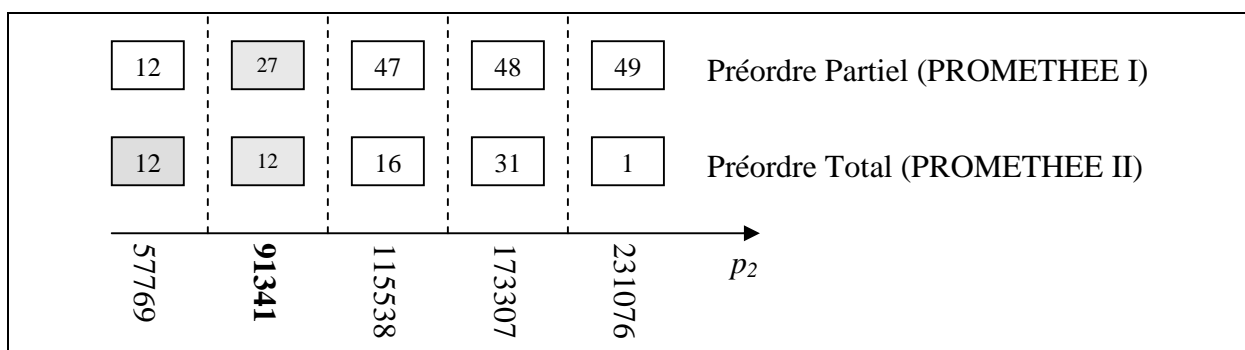 12 27 47 48 49 Préordre Partiel (PROMETHEE I)
12 12 16 31 1 Préordre Total (PROMETHEE II)
57769 91341 115538 173307 231076 p2